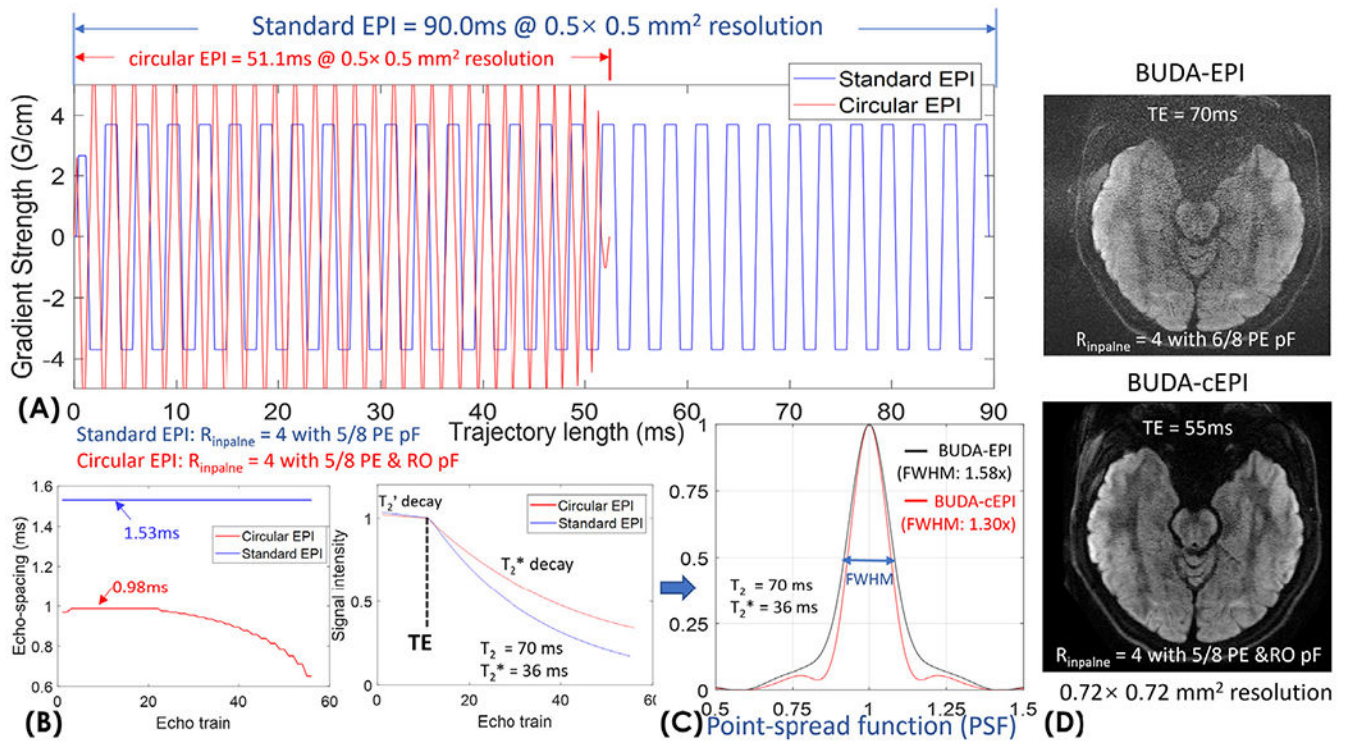 Standard EPI = 90.0ms @ 0.5× 0.5 mm² resolution
circular EPI = 51.1ms @ 0.5× 0.5 mm² resolution
Standard EPI
Circular EPI
Gradient Strength (G/cm)
4
2
0
-2
-4
0 10 20 30 40 50 60 70 80 90
Trajectory length (ms)
(A)
Standard EPI: Rinpalne = 4 with 5/8 PE pF
Circular EPI: Rinpalne = 4 with 5/8 PE & RO pF
Echo-spacing (ms)
1.6
1.4
1.2
1
0.8
0.6
1.53ms
Circular EPI
Standard EPI
0.98ms
0 20 40 60
Echo train
(B)
Signal intensity
1
0.5
0
T₂' decay
Circular EPI
Standard EPI
T₂* decay
TE
T₂ = 70 ms
T₂* = 36 ms
0 20 40 60
Echo train
1
0.75
0.5
0.25
0
BUDA-EPI
(FWHM: 1.58x)
BUDA-cEPI
(FWHM: 1.30x)
FWHM
T₂ = 70 ms
T₂* = 36 ms
0.5 0.75 1 1.25 1.5
(C) Point-spread function (PSF)
BUDA-EPI
TE = 70ms
Rinpalne = 4 with 6/8 PE pF
BUDA-cEPI
TE = 55ms
Rinpalne = 4 with 5/8 PE &RO pF
0.72× 0.72 mm² resolution
(D)